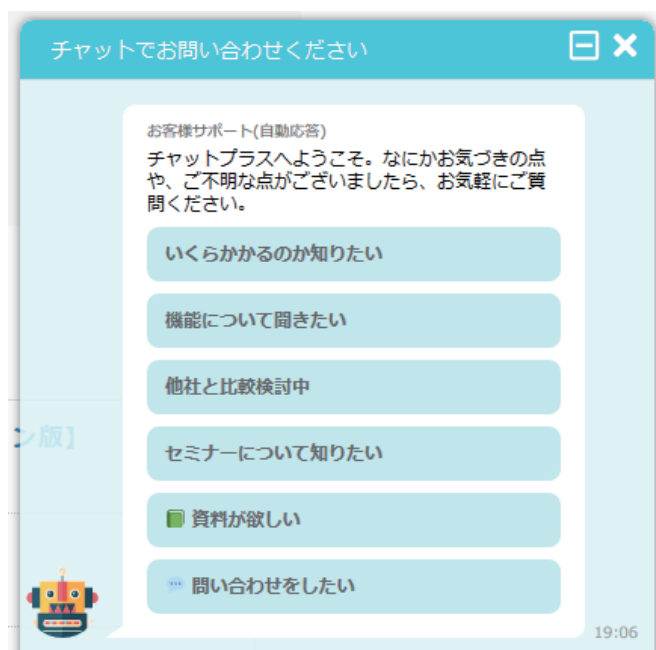 チャットでお問い合わせください
お客様サポート(自動応答)
チャットプラスへようこそ。なにかお気づきの点
や、ご不明な点がございましたら、お気軽にご質
問ください。
いくらかかるのか知りたい
機能について聞きたい
他社と比較検討中
ン版】
セミナーについて知りたい
資料が欲しい
問い合わせをしたい
19:06